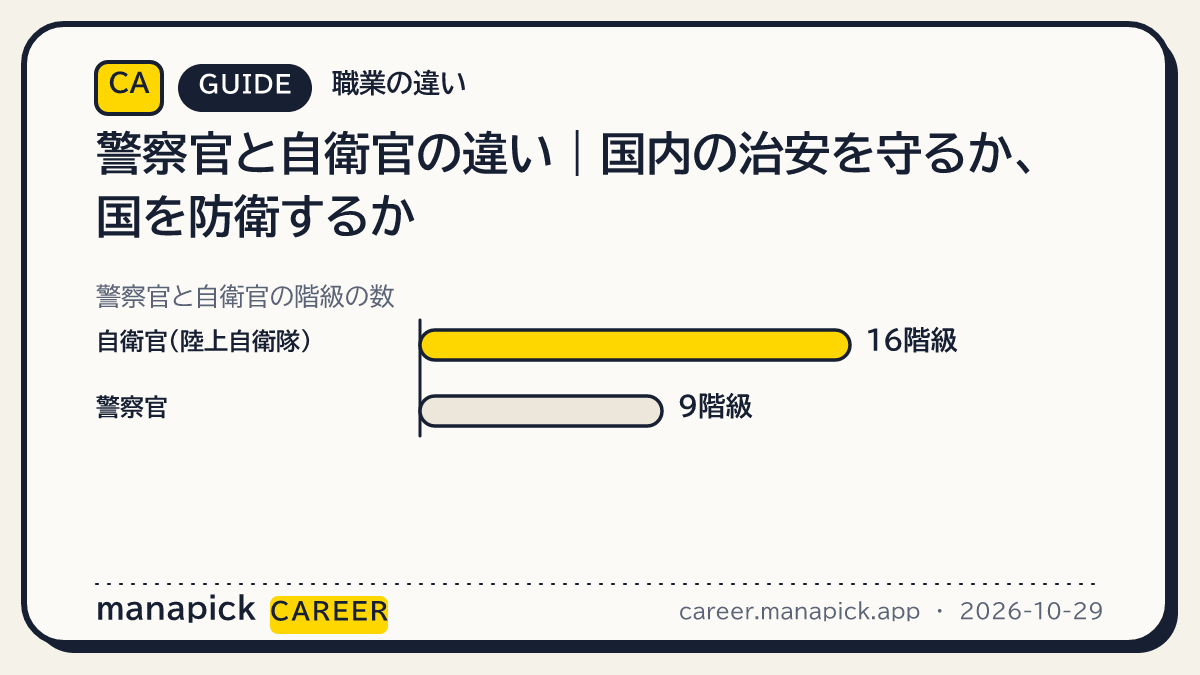 CA GUIDE 職業の違い
警察官と自衛官の違い｜国内の治安を守るか、
国を防衛するか
警察官と自衛官の階級の数
自衛官(陸上自衛隊) 16階級
警察官 9階級
manapick CAREER career.manapick.app ・ 2026-10-29